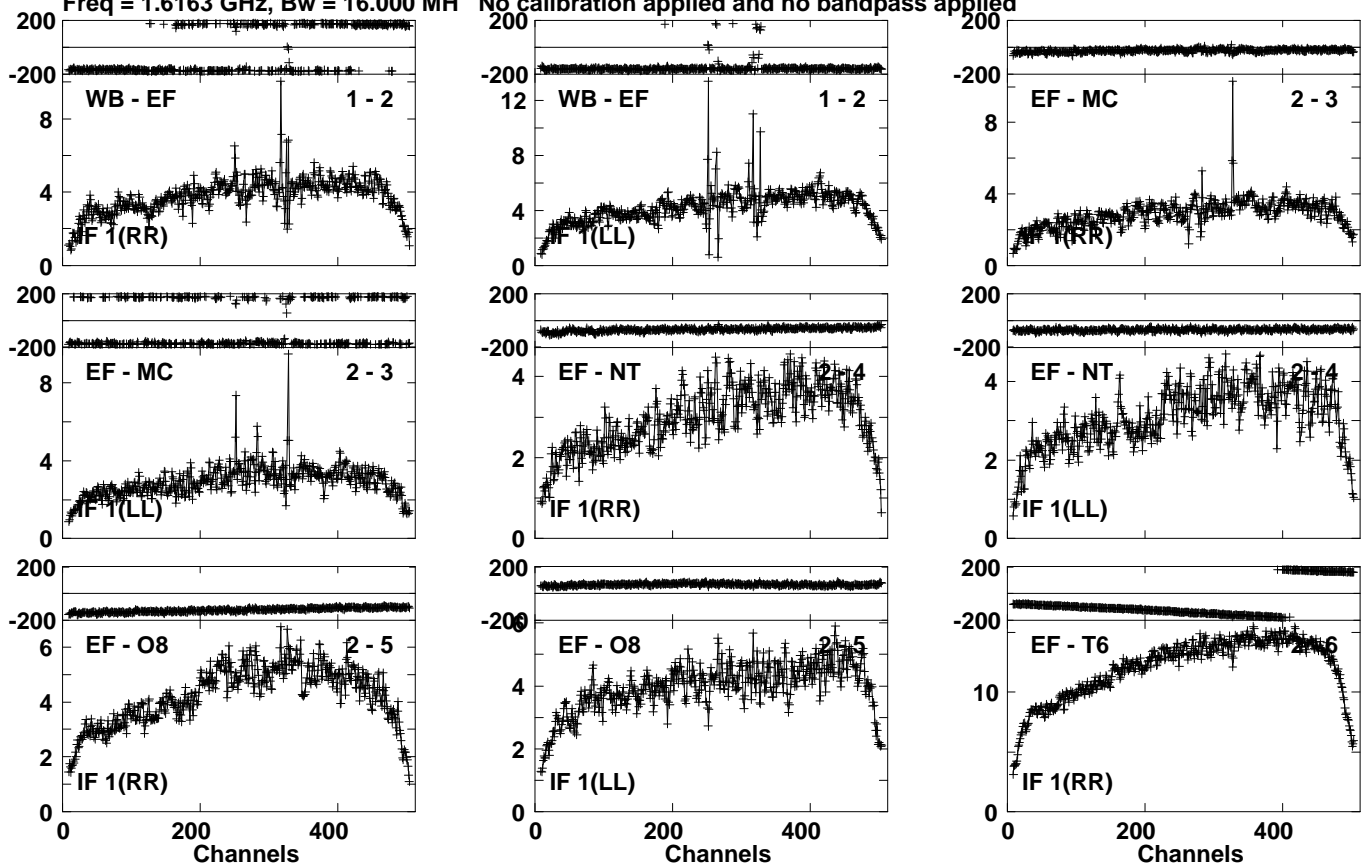 Freq = 1.6163 GHz, Bw = 16.000 MH No calibration applied and no bandpass applied
200
-200
WB - EF 1 - 2
8
4
0
IF 1(RR)
200
-200
WB - EF 1 - 2
12
8
4
0
IF 1(LL)
200
-200
EF - MC 2 - 3
8
4
0
IF 1(RR)
200
-200
EF - MC 2 - 3
8
4
0
IF 1(LL)
200
-200
EF - NT 2 - 4
4
2
0
IF 1(RR)
200
-200
EF - NT 2 - 4
4
2
0
IF 1(LL)
200
-200
EF - O8 2 - 5
6
4
2
0
IF 1(RR)
0 200 400
Channels
200
-200
EF - O8 2 - 5
6
4
2
0
IF 1(LL)
0 200 400
Channels
200
-200
EF - T6 2 - 6
10
0
IF 1(RR)
0 200 400
Channels